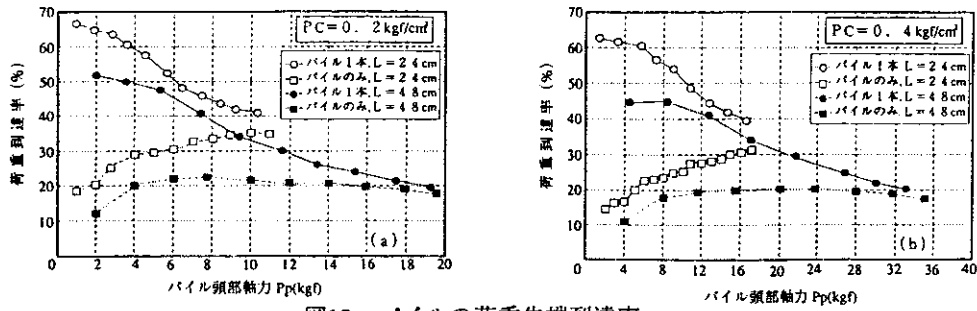 70
60
50
40
30
20
10
0
2
4
6
8
10
12
14
16
18
20
荷重到達率 (%)
PC=0. 2kgf/cm²
パイル1本, L=24cm
パイルのみ, L=24cm
パイル1本, L=48cm
パイルのみ, L=48cm
(a)
パイル頭部軸力 Pp(kgf)
70
60
50
40
30
20
10
0
4
8
12
16
20
24
28
32
36
40
荷重到達率 (%)
PC=0. 4kgf/cm²
パイル1本, L=24cm
パイルのみ, L=24cm
パイル1本, L=48cm
パイルのみ, L=48cm
(b)
パイル頭部軸力 Pp(kgf)